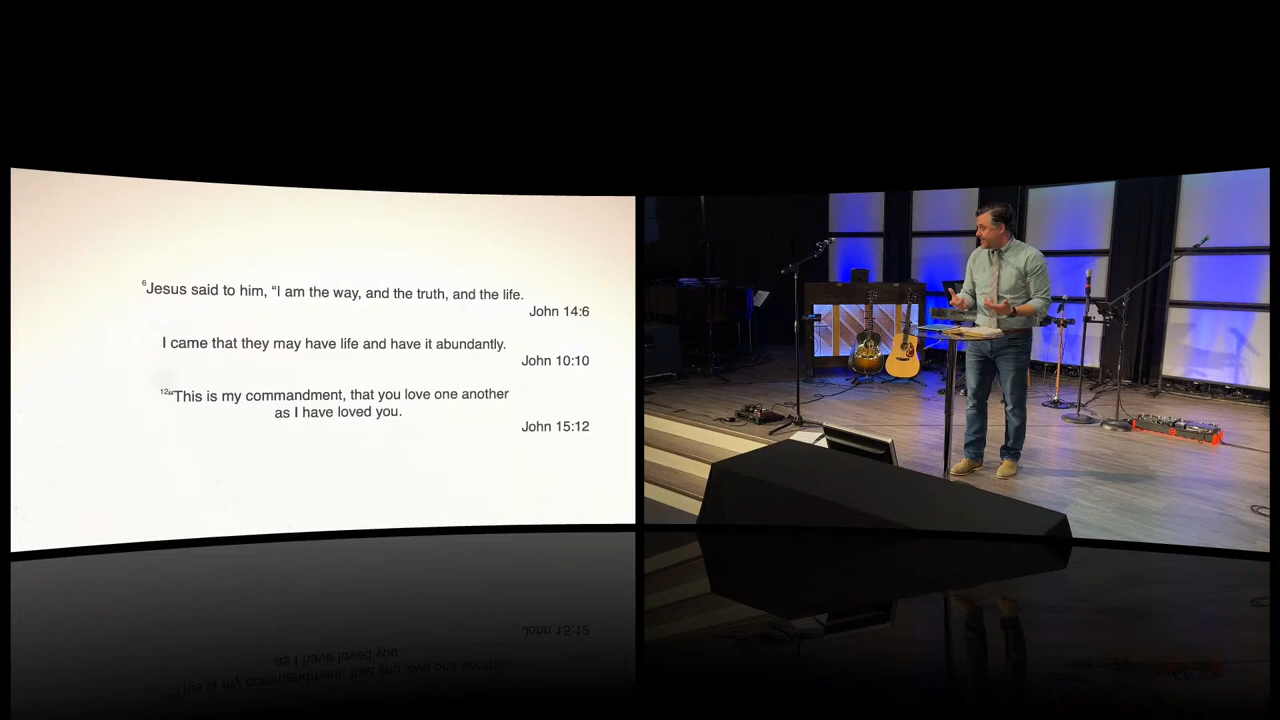 ⁶Jesus said to him, “I am the way, and the truth, and the life.
John 14:6
I came that they may have life and have it abundantly.
John 10:10
¹²“This is my commandment, that you love one another
as I have loved you.
John 15:12